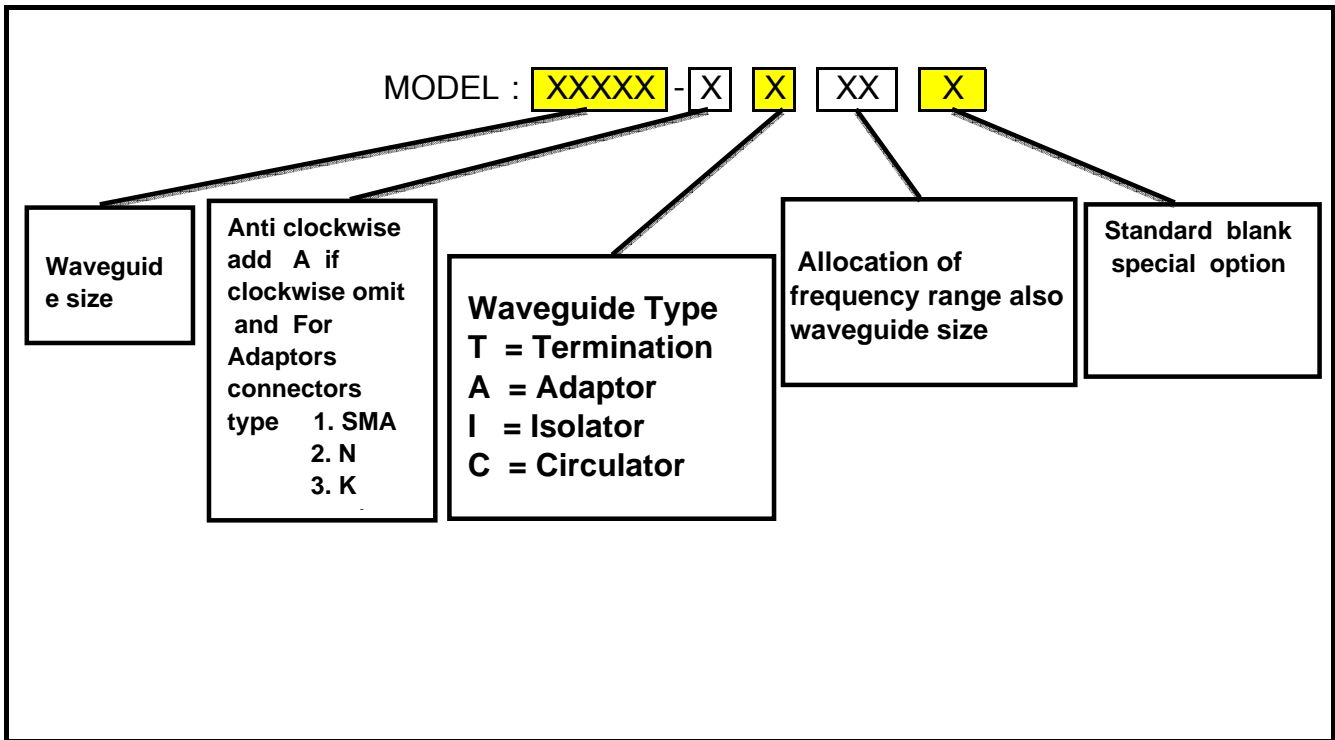 MODEL : XXXXX - X X XX X
Waveguid
e size
Anti clockwise
add A if
clockwise omit
and For
Adaptors
connectors
type 1. SMA
2. N
3. K
Waveguide Type
T = Termination
A = Adaptor
I = Isolator
C = Circulator
Allocation of
frequency range also
waveguide size
Standard blank
special option